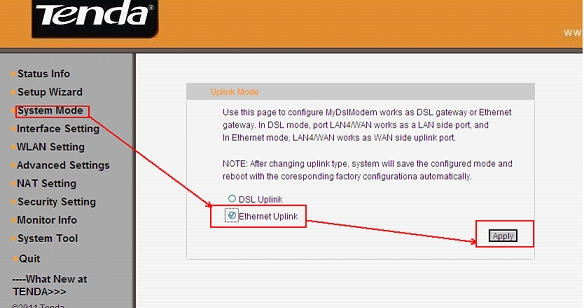 Tenda
ww
Status Info
Setup Wizard
System Mode
Interface Setting
WLAN Setting
Advanced Settings
NAT Setting
Security Setting
Monitor Info
System Tool
Quit
----What New at
TENDA>>>
©2011 Tenda
Uplink Mode
Use this page to configure MyDslModem works as DSL gateway or Ethernet
gateway. In DSL mode, port LAN4/WAN works as a LAN side port, and
In Ethernet mode, LAN4/WAN works as WAN side uplink port.
NOTE: After changing uplink type, system will save the configured mode and
reboot with the coresponding factory configurationa automatically.
DSL Uplink
Ethernet Uplink
Apply